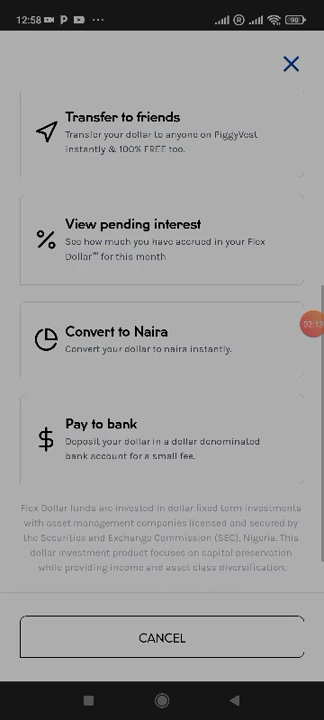 12:58
90
Transfer to friends
Transfer your dollar to anyone on PiggyVest
instantly & 100% FREE too.
View pending interest
See how much you have accrued in your Flex
Dollar™ for this month
Convert to Naira
Convert your dollar to naira instantly.
02:13
Pay to bank
Deposit your dollar in a dollar denominated
bank account for a small fee.
Flex Dollar funds are invested in dollar fixed term investments
with asset management companies licensed and secured by
the Securities and Exchange Commission (SEC), Nigeria. This
dollar investment product focuses on capital preservation
while providing income and asset class diversification.
CANCEL